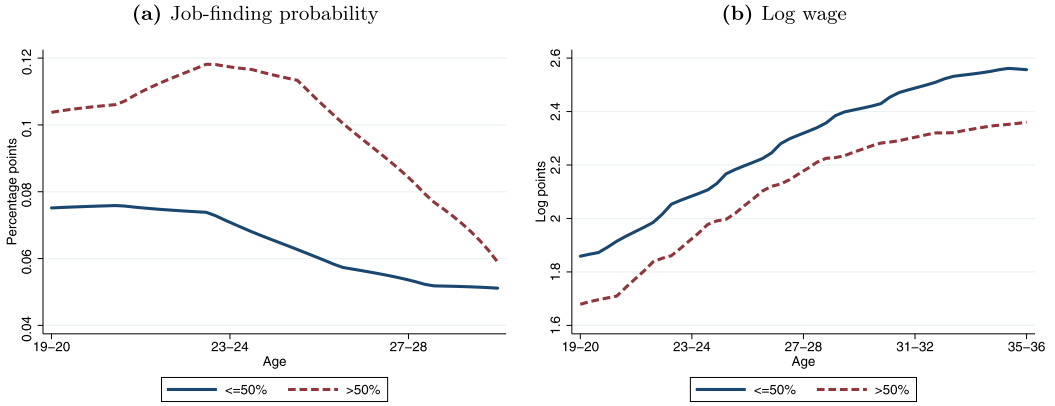 (a) Job-finding probability
Percentage points
0.12
0.1
0.08
0.06
0.04
19–20 23–24 27–28
Age
<=50% >50%
(b) Log wage
Log points
2.6
2.4
2.2
2
1.8
1.6
19–20 23–24 27–28 31–32 35–36
Age
<=50% >50%